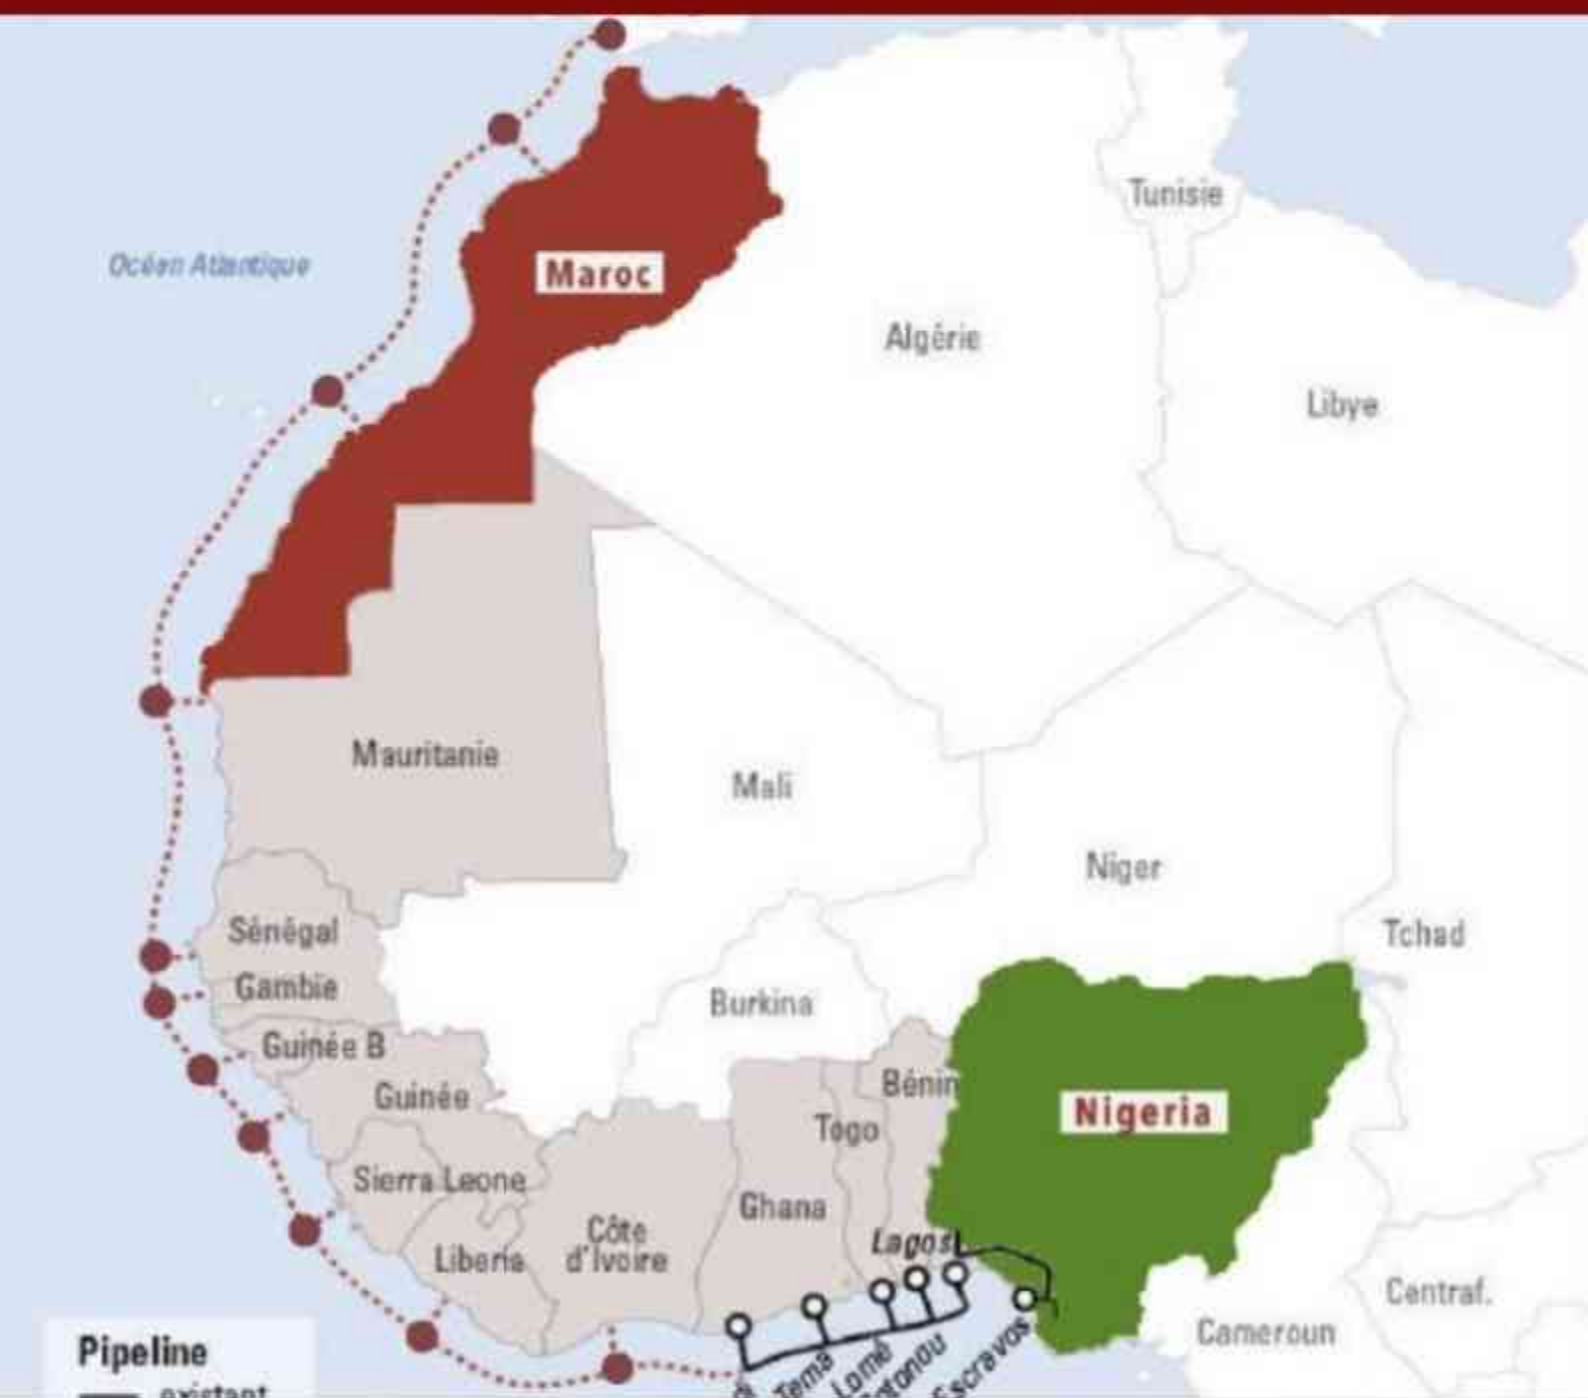 Océan Atlantique
Maroc
Tunisie
Algérie
Libye
Mauritanie
Mali
Niger
Tchad
Sénégal
Gambie
Guinée B
Guinée
Burkina
Bénin
Togo
Nigeria
Sierra Leone
Ghana
Côte
d'Ivoire
Liberia
Lagos
Centraf.
Cameroun
Tema
Lomé
Escravos
Pipeline
existant